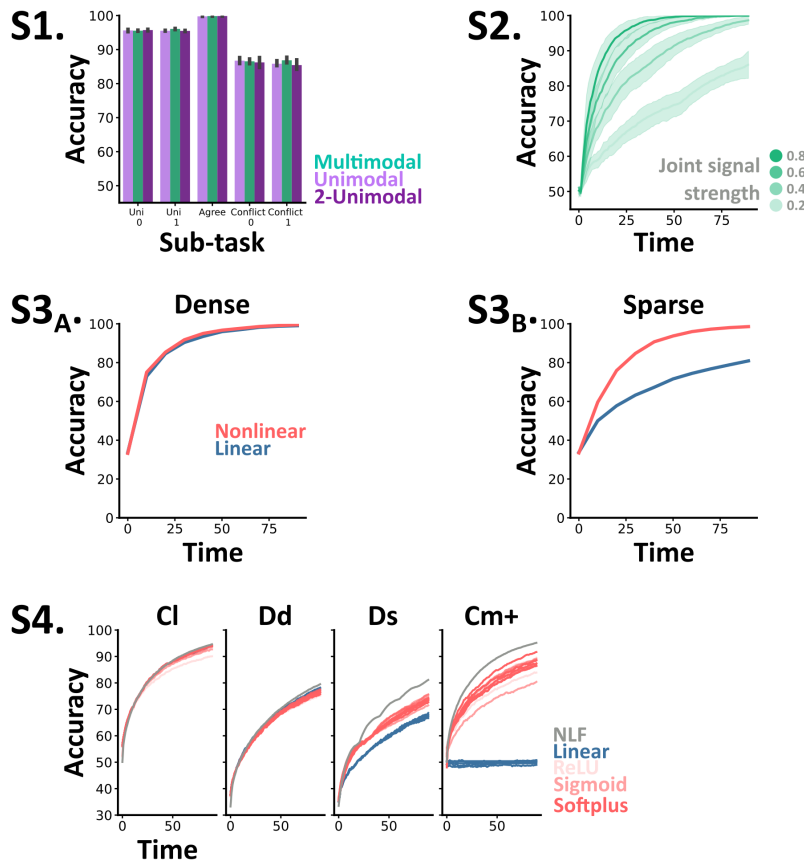 S1.
100
90
80
70
60
50
Accuracy
Uni
0
Uni
1
Agree
Conflict
0
Conflict
1
Sub-task
Multimodal
Unimodal
2-Unimodal
S2.
100
90
80
70
60
50
Accuracy
0
25
50
75
Time
Joint signal
strength
0.8
0.6
0.4
0.2
S3A.
Dense
100
80
60
40
20
0
Accuracy
Nonlinear
Linear
0
25
50
75
Time
S3B.
Sparse
100
80
60
40
20
0
Accuracy
0
25
50
75
Time
S4.
Cl
Dd
Ds
Cm+
100
90
80
70
60
50
40
30
Accuracy
0
50
0
50
0
50
0
50
Time
NLF
Linear
ReLU
Sigmoid
Softplus